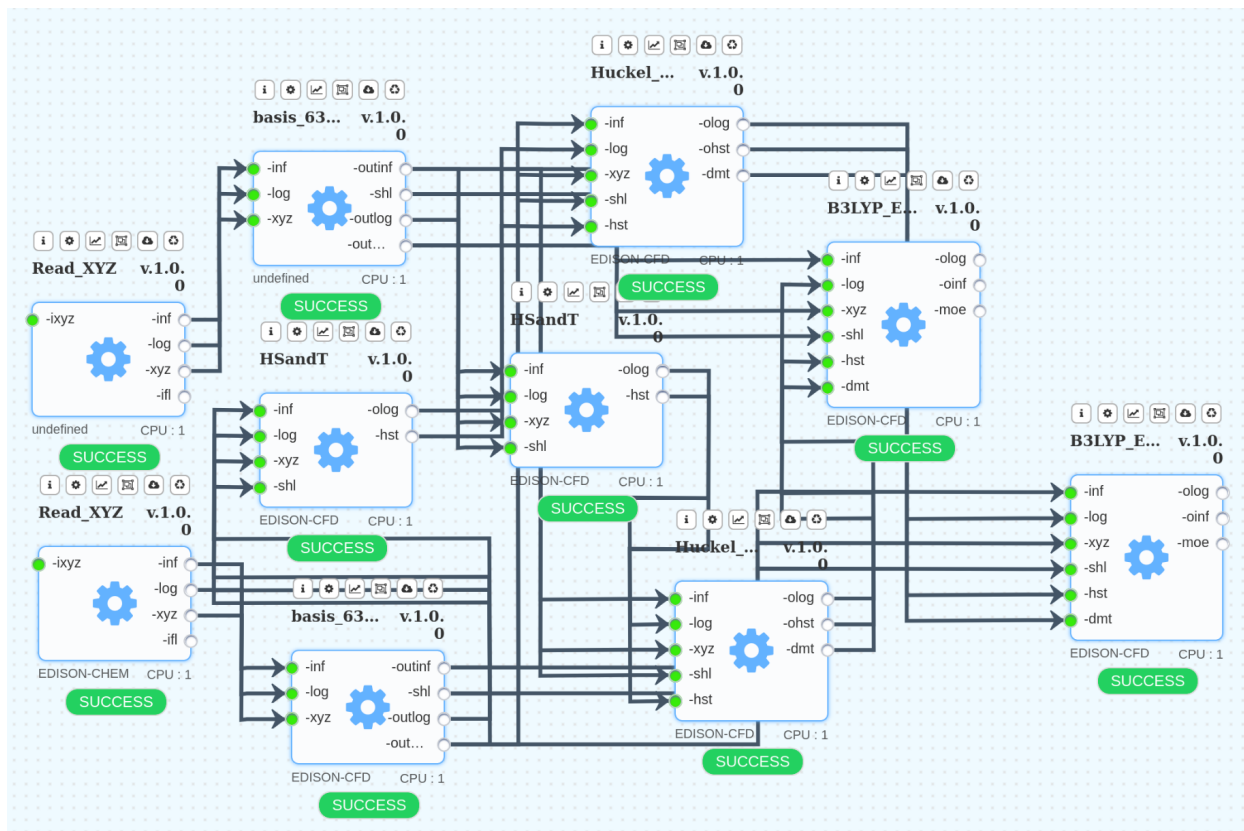 Huckel_... v.1.0.
0
-inf -olog
-log -ohst
-xyz -dmt
-shl
-hst
EDISON-CFD CPU : 1
SUCCESS
basis_63... v.1.0.
0
-inf -outinf
-log -shl
-xyz -outlog
-out...
undefined CPU : 1
SUCCESS
B3LYP_E... v.1.0.
0
-inf -olog
-log -oinf
-xyz -moe
-shl
-hst
-dmt
EDISON-CFD
SUCCESS
Read_XYZ v.1.0.
0
-ixyz -inf
-log
-xyz
-ifl
undefined CPU : 1
SUCCESS
HSandT v.1.0.
0
-inf -olog
-log -hst
-xyz
-shl
EDISON-CFD CPU : 1
SUCCESS
HSandT v.1.0.
0
-inf -olog
-log -hst
-xyz
-shl
EDISON-CFD CPU : 1
SUCCESS
B3LYP_E... v.1.0.
0
-inf -olog
-log -oinf
-xyz -moe
-shl
-hst
-dmt
EDISON-CFD CPU : 1
SUCCESS
Read_XYZ v.1.0.
0
-ixyz -inf
-log
-xyz
-ifl
EDISON-CHEM CPU : 1
SUCCESS
Huckel_... v.1.0.
0
-inf -olog
-log -ohst
-xyz -dmt
-shl
-hst
EDISON-CFD CPU : 1
SUCCESS
basis_63... v.1.0.
0
-inf -outinf
-log -shl
-xyz -outlog
-out...
EDISON-CFD CPU : 1
SUCCESS